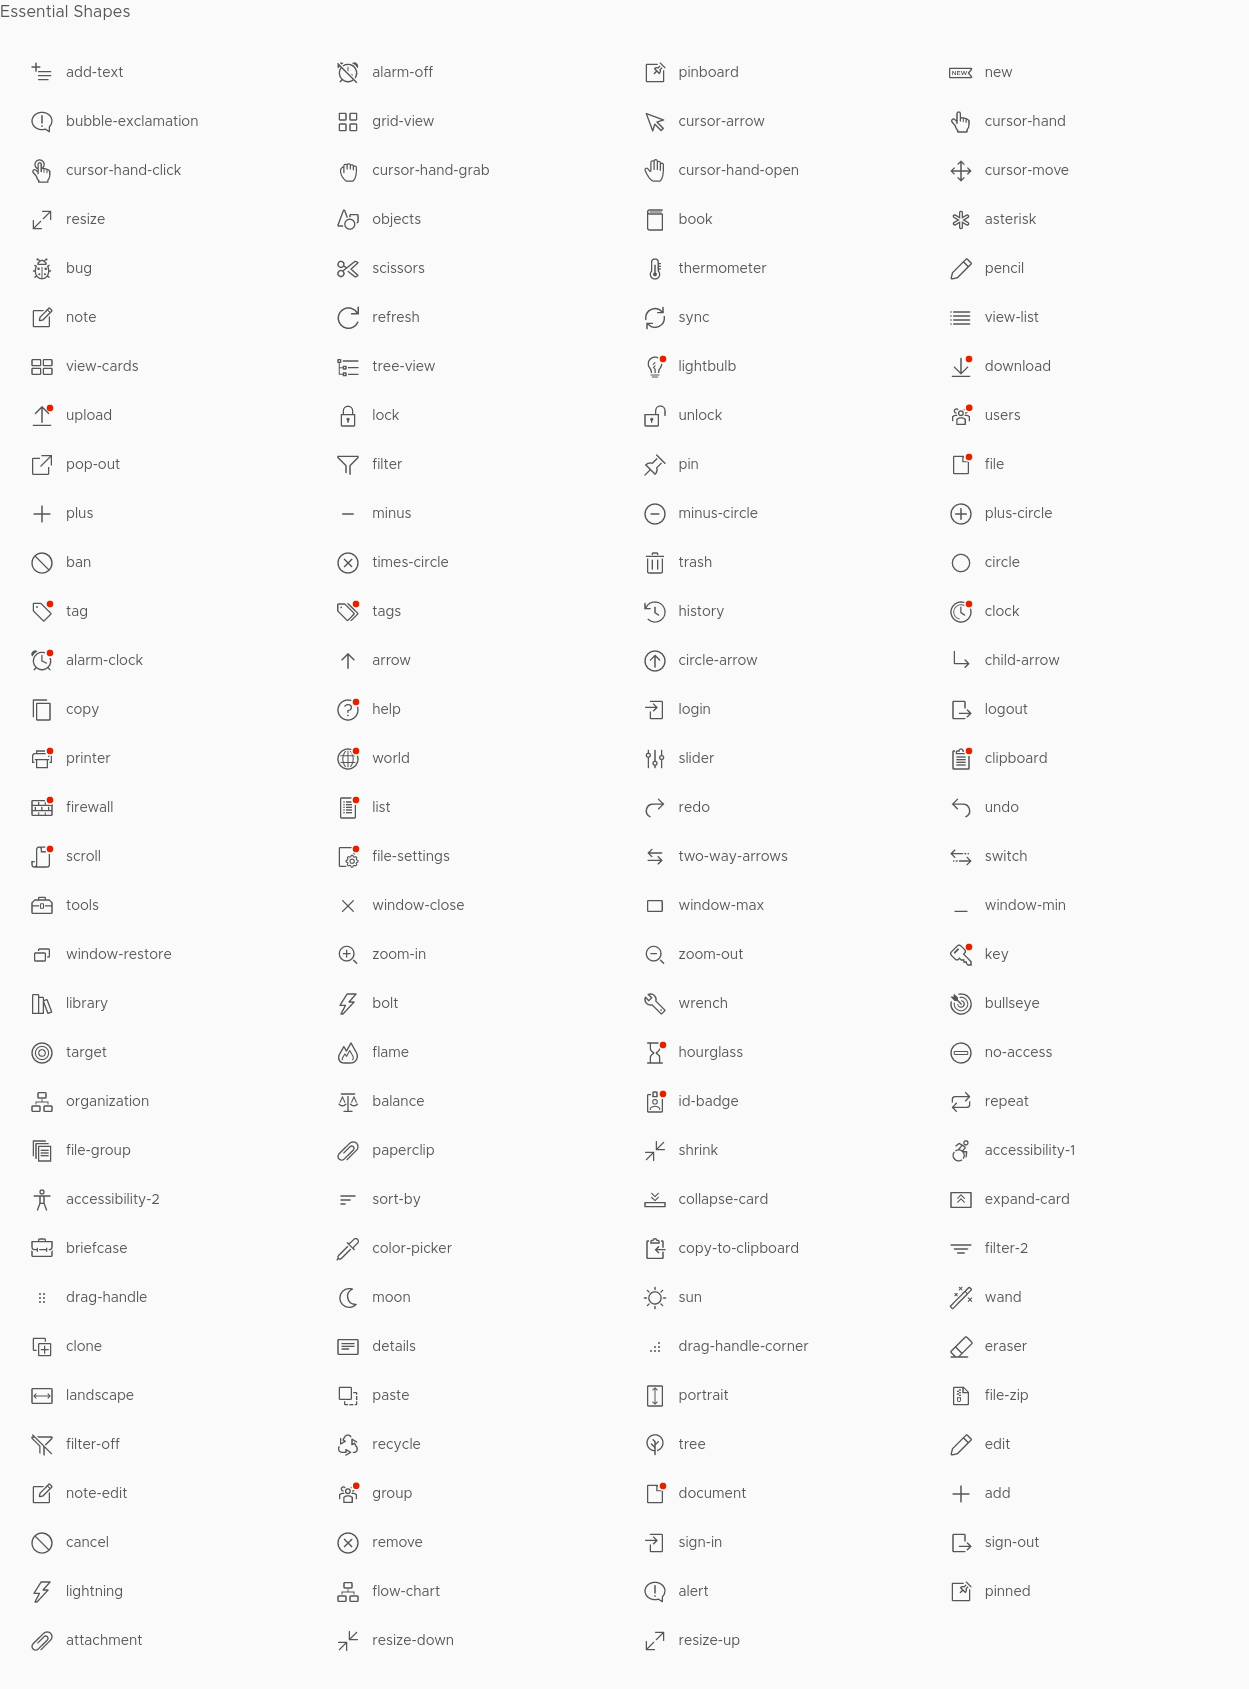 Essential Shapes
add-text alarm-off pinboard NEW new
bubble-exclamation grid-view cursor-arrow cursor-hand
cursor-hand-click cursor-hand-grab cursor-hand-open cursor-move
resize objects book asterisk
bug scissors thermometer pencil
note refresh sync view-list
view-cards tree-view lightbulb download
upload lock unlock users
pop-out filter pin file
plus minus minus-circle plus-circle
ban times-circle trash circle
tag tags history clock
alarm-clock arrow circle-arrow child-arrow
copy help login logout
printer world slider clipboard
firewall list redo undo
scroll file-settings two-way-arrows switch
tools window-close window-max window-min
window-restore zoom-in zoom-out key
library bolt wrench bullseye
target flame hourglass no-access
organization balance id-badge repeat
file-group paperclip shrink accessibility-1
accessibility-2 sort-by collapse-card expand-card
briefcase color-picker copy-to-clipboard filter-2
drag-handle moon sun wand
clone details drag-handle-corner eraser
landscape paste portrait file-zip
filter-off recycle tree edit
note-edit group document add
cancel remove sign-in sign-out
lightning flow-chart alert pinned
attachment resize-down resize-up